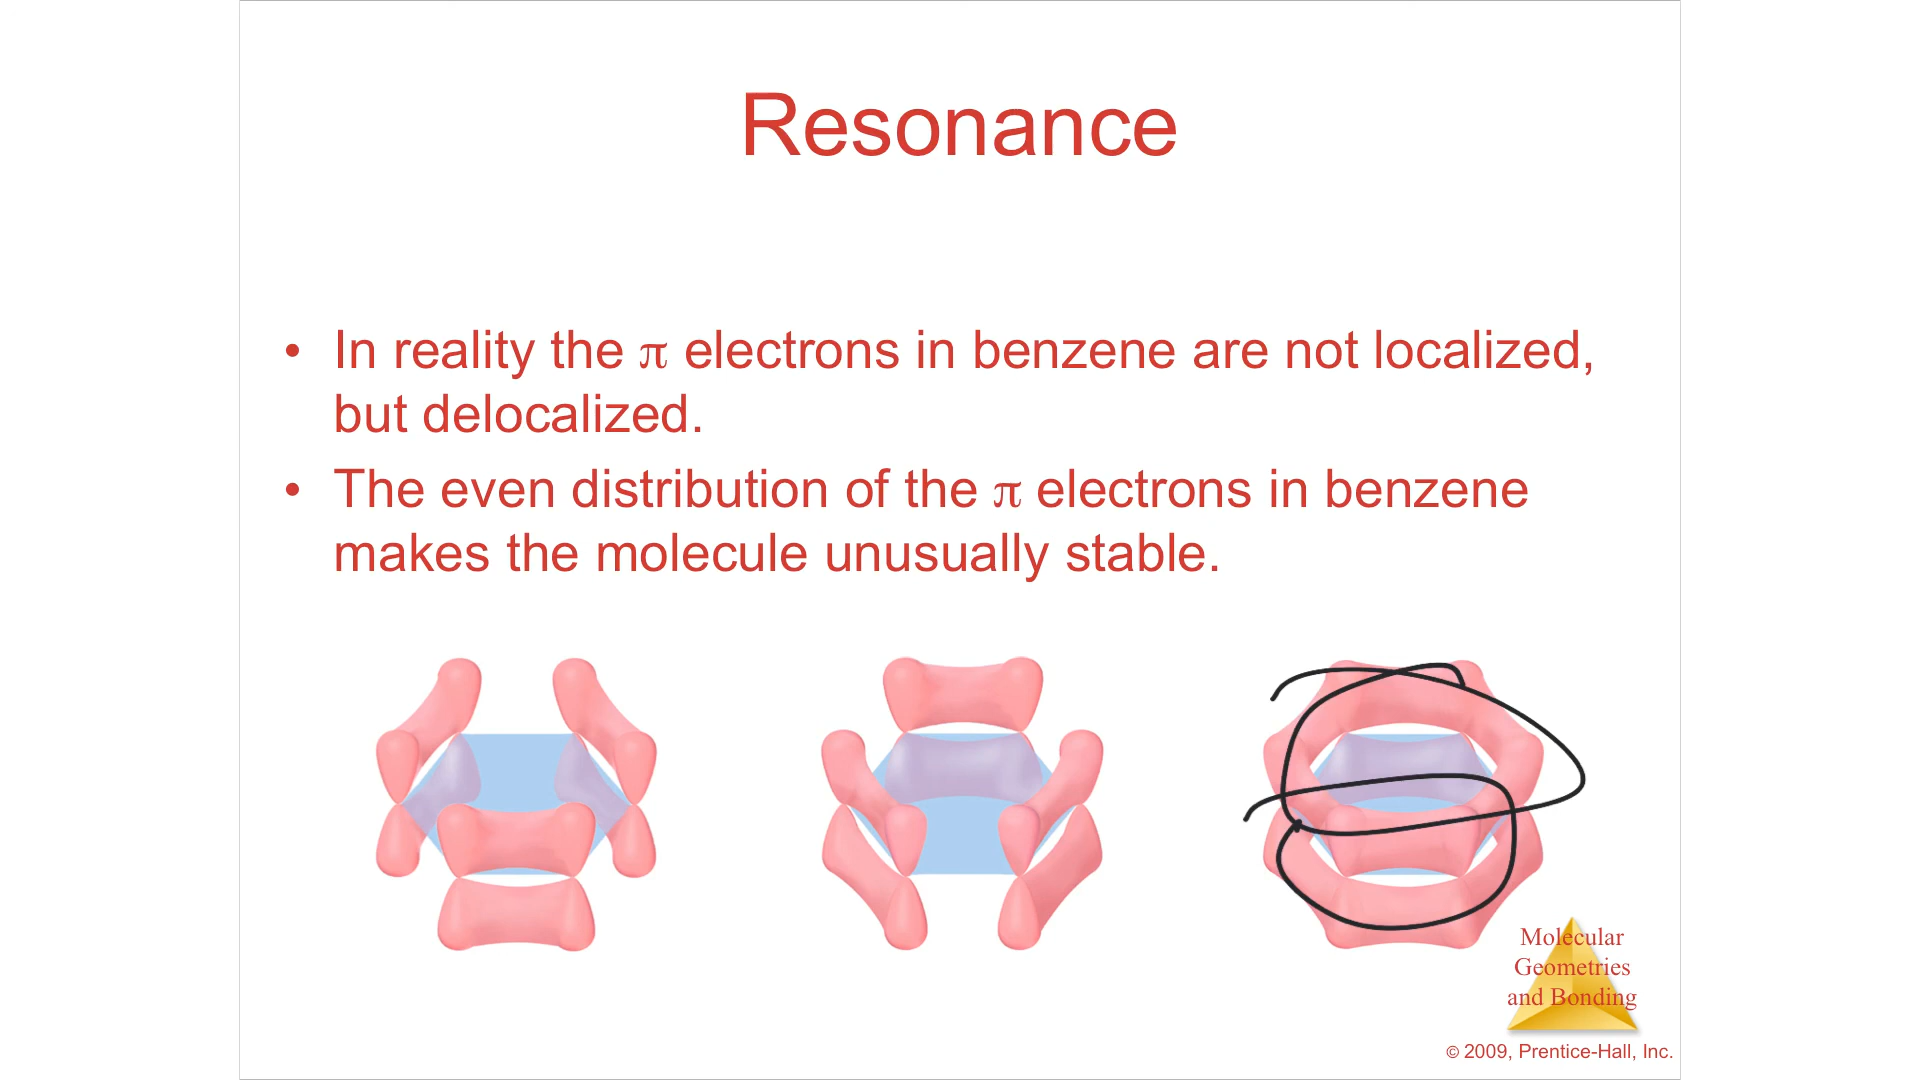 Resonance
• In reality the π electrons in benzene are not localized,
but delocalized.
• The even distribution of the π electrons in benzene
makes the molecule unusually stable.
Molecular
Geometries
and Bonding
© 2009, Prentice-Hall, Inc.